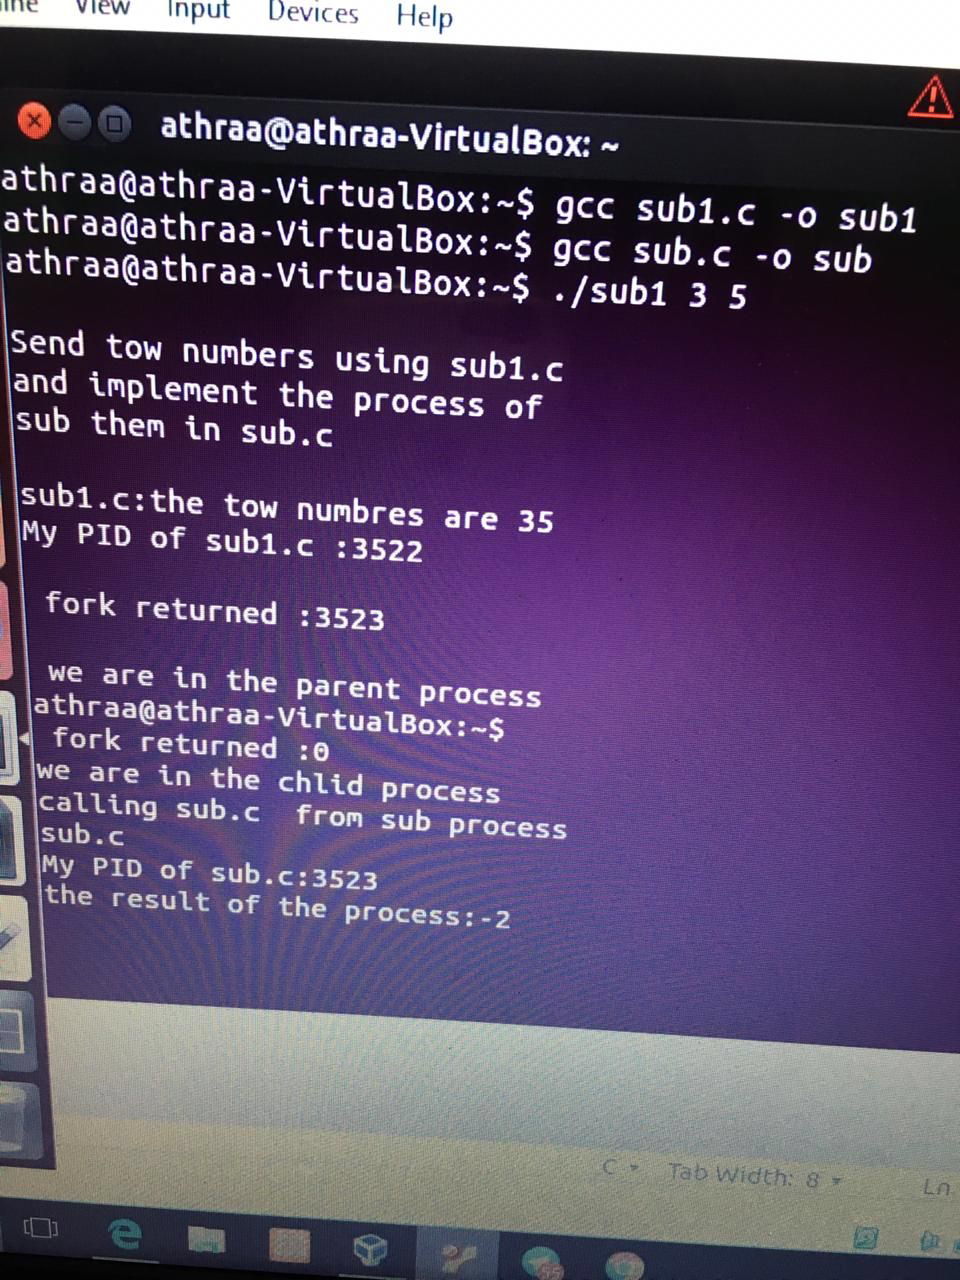 View Input Devices Help
athraa@athraa-VirtualBox: ~
athraa@athraa-VirtualBox:~$ gcc sub1.c -o sub1
athraa@athraa-VirtualBox:~$ gcc sub.c -o sub
athraa@athraa-VirtualBox:~$ ./sub1 3 5
Send tow numbers using sub1.c
and implement the process of
sub them in sub.c
sub1.c:the tow numbres are 35
My PID of sub1.c :3522
fork returned :3523
we are in the parent process
athraa@athraa-VirtualBox:~$
fork returned :0
we are in the chlid process
calling sub.c  from sub process
sub.c
My PID of sub.c:3523
the result of the process:-2
C Tab Width: 8 Ln